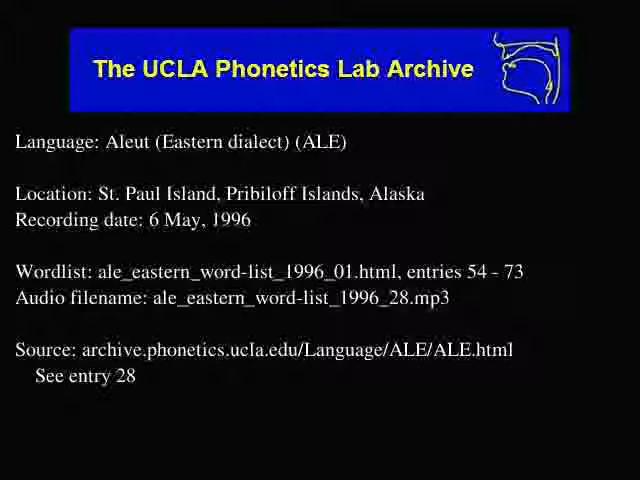 The UCLA Phonetics Lab Archive
Language: Aleut (Eastern dialect) (ALE)
Location: St. Paul Island, Pribiloff Islands, Alaska
Recording date: 6 May, 1996
Wordlist: ale_eastern_word-list_1996_01.html, entries 54 - 73
Audio filename: ale_eastern_word-list_1996_28.mp3
Source: archive.phonetics.ucla.edu/Language/ALE/ALE.html
See entry 28